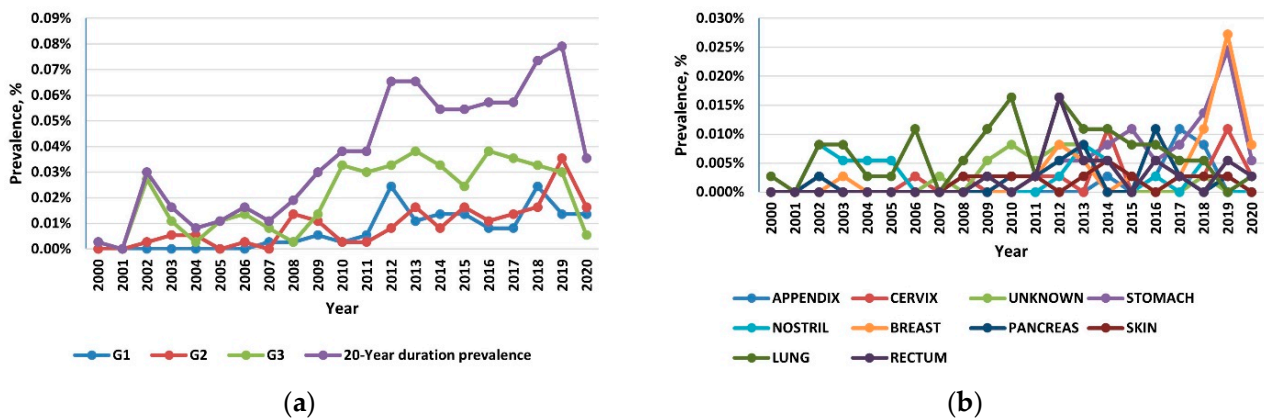 0.09%
0.08%
0.07%
0.06%
0.05%
0.04%
0.03%
0.02%
0.01%
0.00%
Prevalence, %
2000 2001 2002 2003 2004 2005 2006 2007 2008 2009 2010 2011 2012 2013 2014 2015 2016 2017 2018 2019 2020
Year
G1 G2 G3 20-Year duration prevalence
(a)
0.030%
0.025%
0.020%
0.015%
0.010%
0.005%
0.000%
Prevalence, %
2000 2001 2002 2003 2004 2005 2006 2007 2008 2009 2010 2011 2012 2013 2014 2015 2016 2017 2018 2019 2020
Year
APPENDIX CERVIX UNKNOWN STOMACH
NOSTRIL BREAST PANCREAS SKIN
LUNG RECTUM
(b)